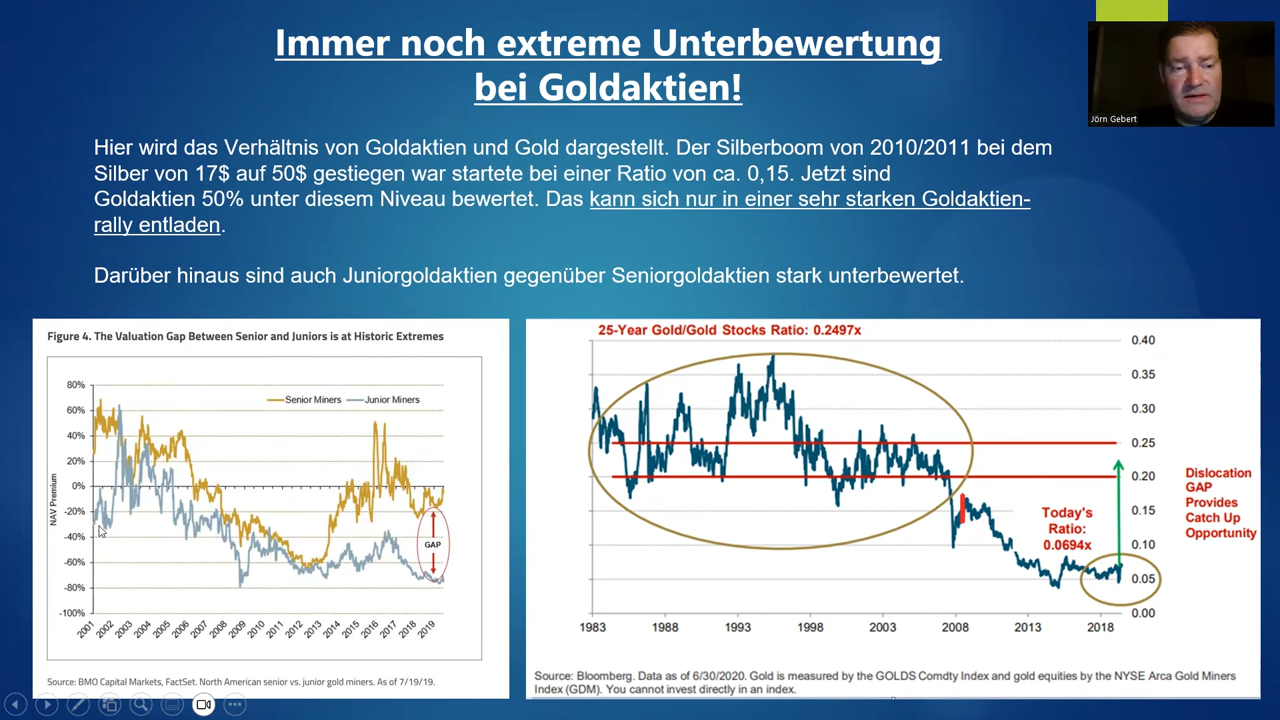 Immer noch extreme Unterbewertung
bei Goldaktien!
Jörn Gebert
Hier wird das Verhältnis von Goldaktien und Gold dargestellt. Der Silberboom von 2010/2011 bei dem
Silber von 17$ auf 50$ gestiegen war startete bei einer Ratio von ca. 0,15. Jetzt sind
Goldaktien 50% unter diesem Niveau bewertet. Das kann sich nur in einer sehr starken Goldaktien-
rally entladen.
Darüber hinaus sind auch Juniorgoldaktien gegenüber Seniorgoldaktien stark unterbewertet.
Figure 4. The Valuation Gap Between Senior and Juniors is at Historic Extremes
80%
60%
40%
20%
0%
-20%
-40%
-60%
-80%
-100%
NAV Premium
Senior Miners
Junior Miners
GAP
2001 2002 2003 2004 2005 2006 2007 2008 2009 2010 2011 2012 2013 2014 2015 2016 2017 2018 2019
Source: BMO Capital Markets, FactSet. North American senior vs. junior gold miners. As of 7/19/19.
25-Year Gold/Gold Stocks Ratio: 0.2497x
0.40
0.35
0.30
0.25
0.20
0.15
0.10
0.05
0.00
Today's
Ratio:
0.0694x
Dislocation
GAP
Provides
Catch Up
Opportunity
1983 1988 1993 1998 2003 2008 2013 2018
Source: Bloomberg. Data as of 6/30/2020. Gold is measured by the GOLDS Comdty Index and gold equities by the NYSE Arca Gold Miners
Index (GDM). You cannot invest directly in an index.